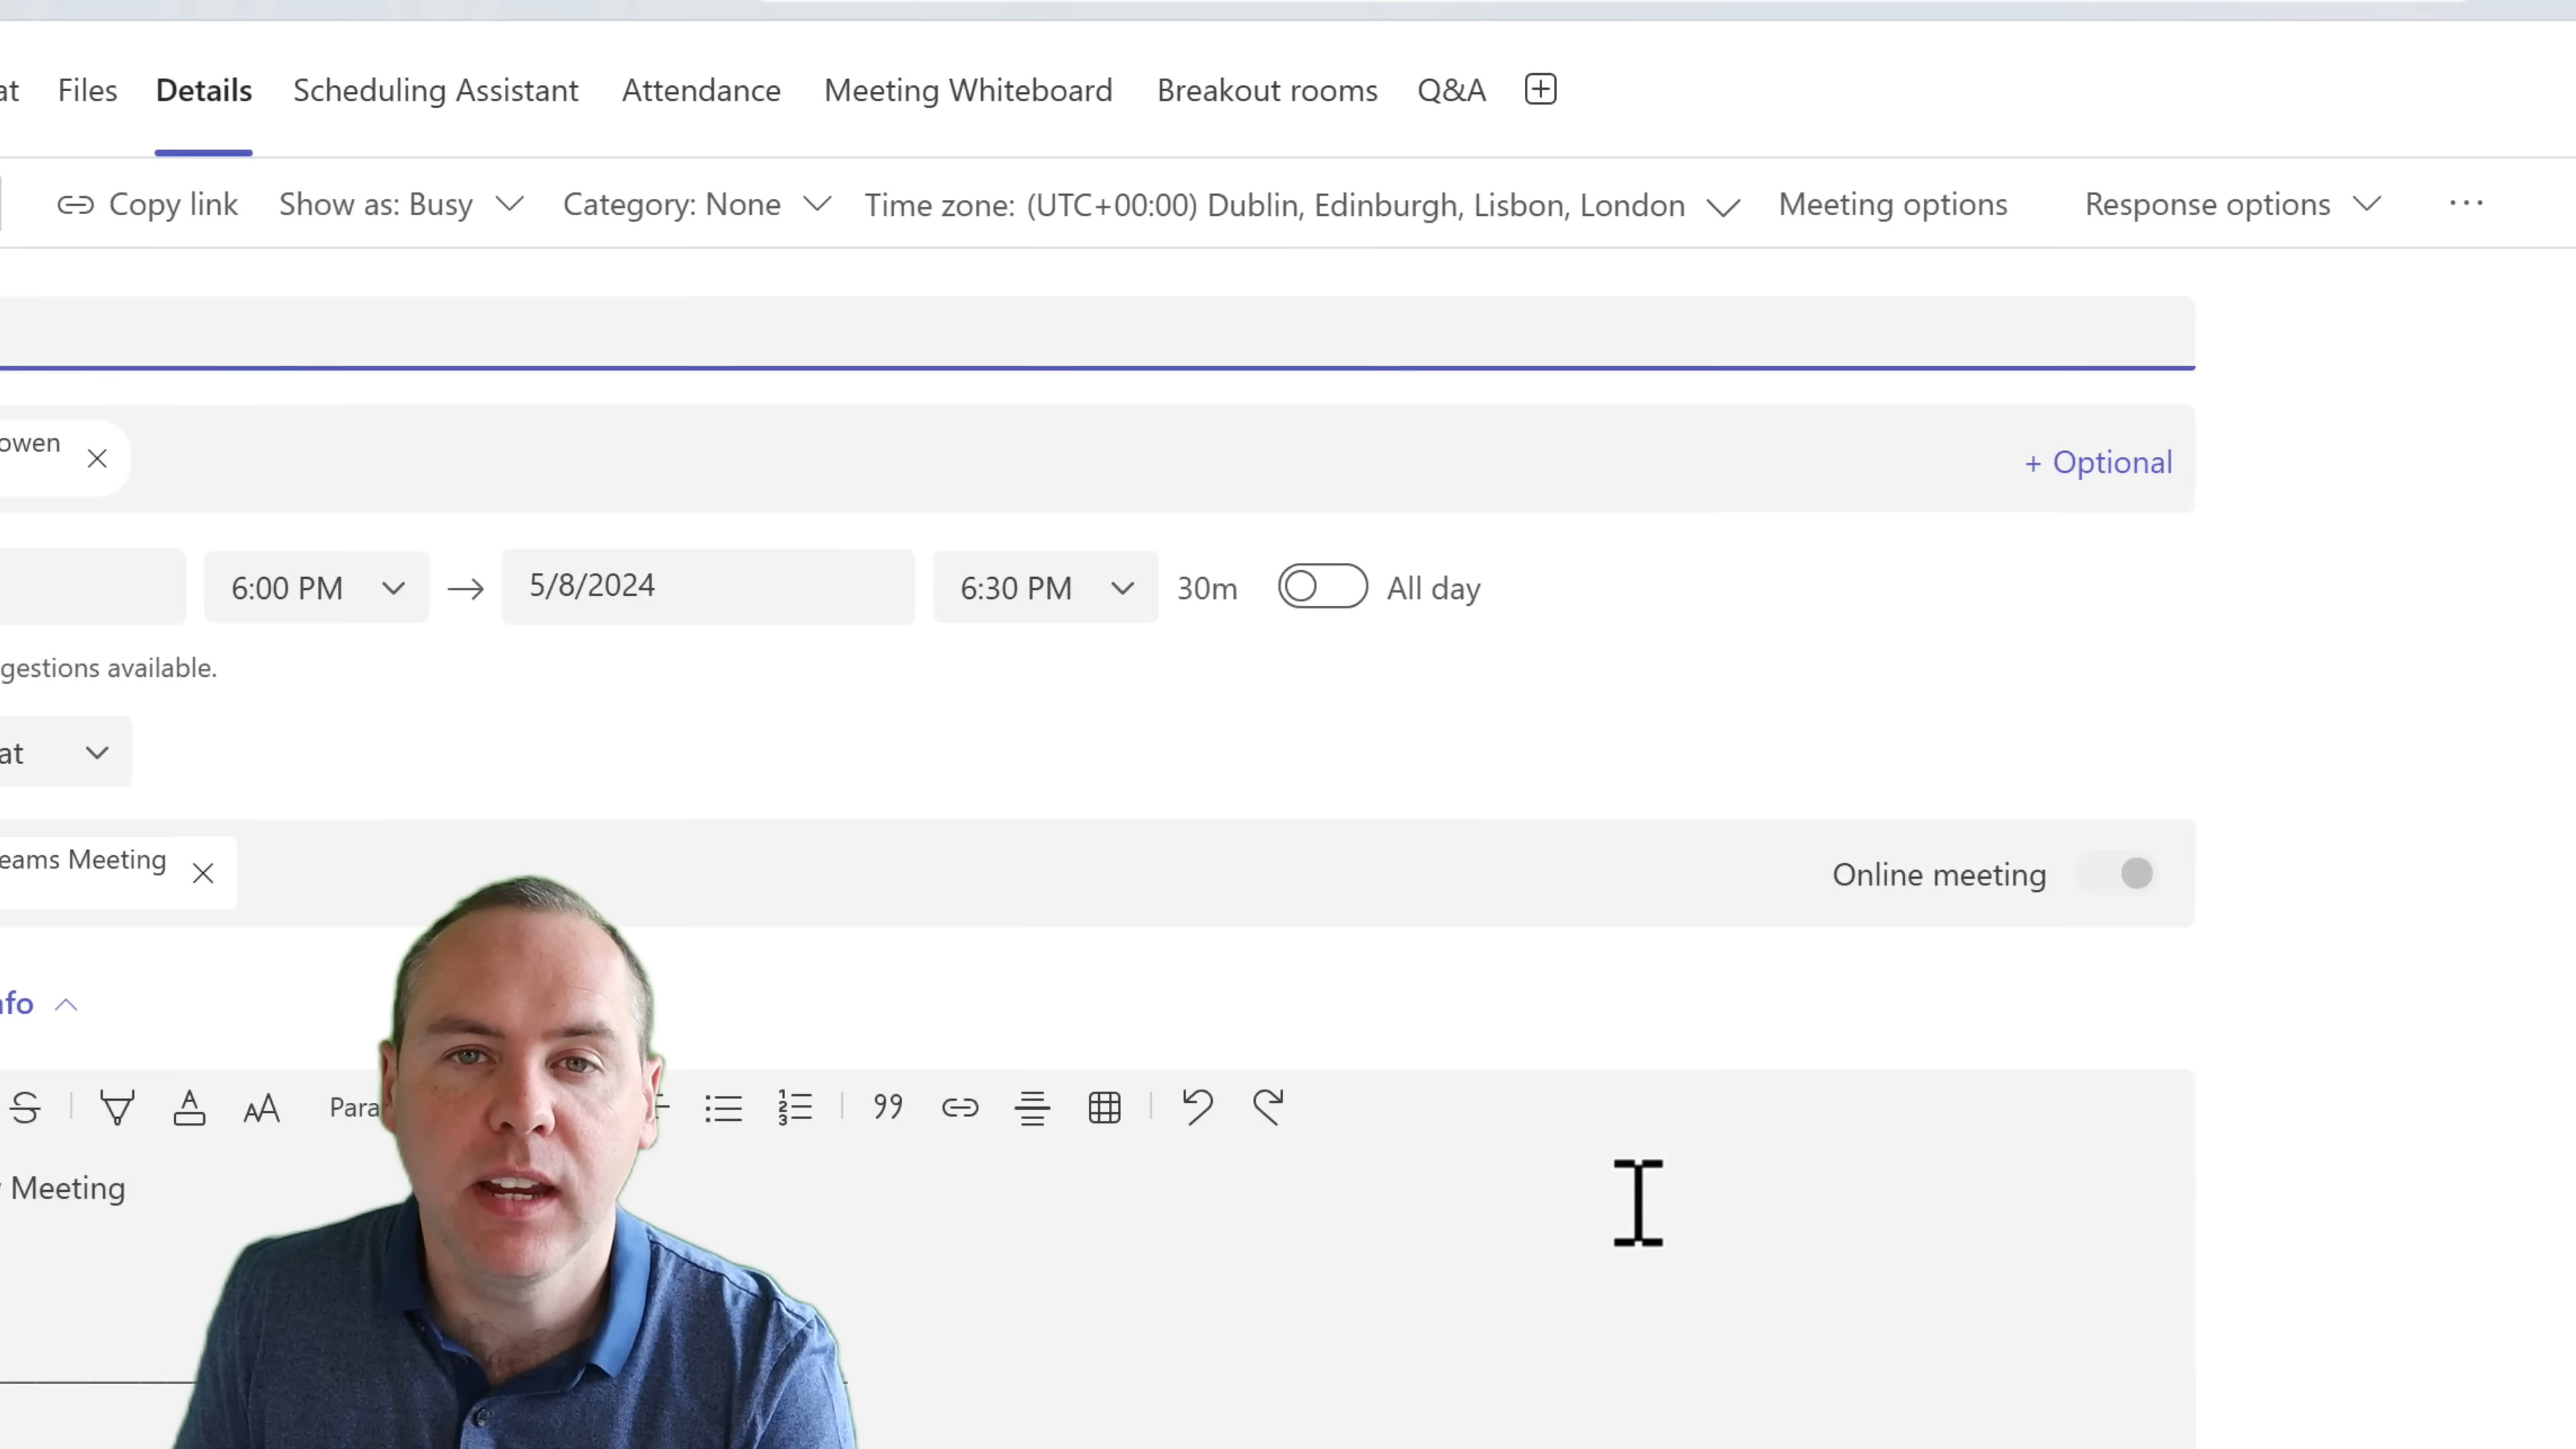 at Files Details Scheduling Assistant Attendance Meeting Whiteboard Breakout rooms Q&A
Copy link Show as: Busy Category: None Time zone: (UTC+00:00) Dublin, Edinburgh, Lisbon, London Meeting options Response options ...
owen
+ Optional
6:00 PM → 5/8/2024 6:30 PM 30m All day
gestions available.
at
eams Meeting
Online meeting
nfo
Para
Meeting